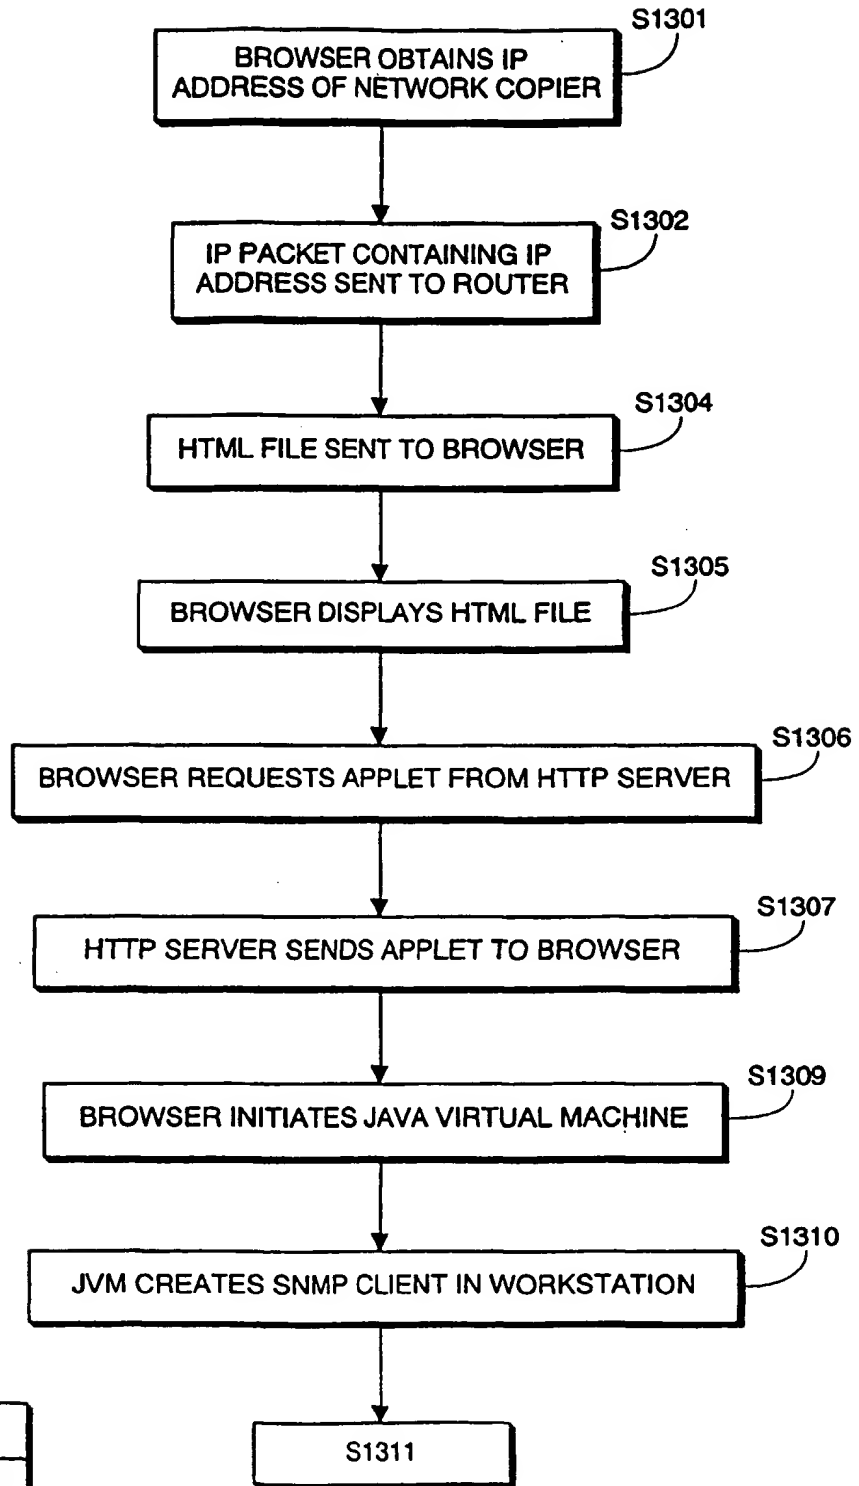 S1301
BROWSER OBTAINS IP
ADDRESS OF NETWORK COPIER
S1302
IP PACKET CONTAINING IP
ADDRESS SENT TO ROUTER
S1304
HTML FILE SENT TO BROWSER
S1305
BROWSER DISPLAYS HTML FILE
S1306
BROWSER REQUESTS APPLET FROM HTTP SERVER
S1307
HTTP SERVER SENDS APPLET TO BROWSER
S1309
BROWSER INITIATES JAVA VIRTUAL MACHINE
S1310
JVM CREATES SNMP CLIENT IN WORKSTATION
S1311